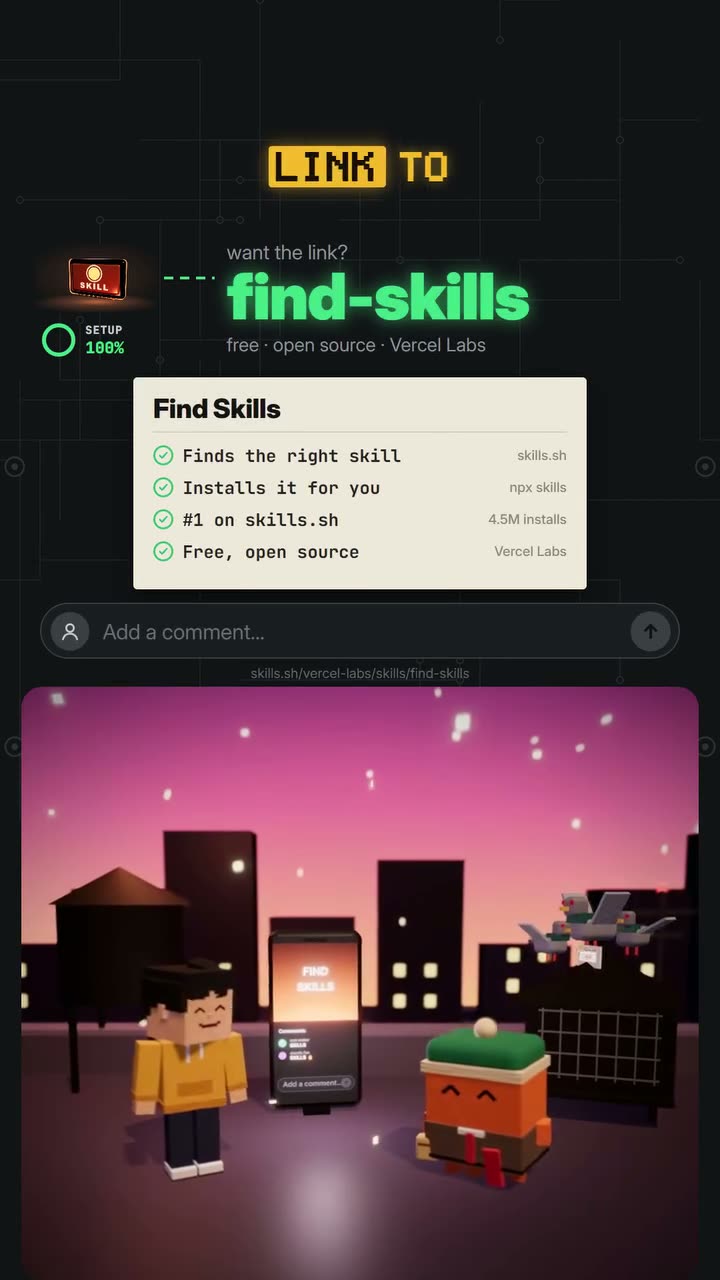 LINK TO
want the link?
find-skills
free · open source · Vercel Labs
SKILL
SETUP
100%
Find Skills
Finds the right skill skills.sh
Installs it for you npx skills
#1 on skills.sh 4.5M installs
Free, open source Vercel Labs
Add a comment...
skills.sh/vercel-labs/skills/find-skills
FIND
SKILLS
Comments
SKILLS
SKILLS
Add a comment...